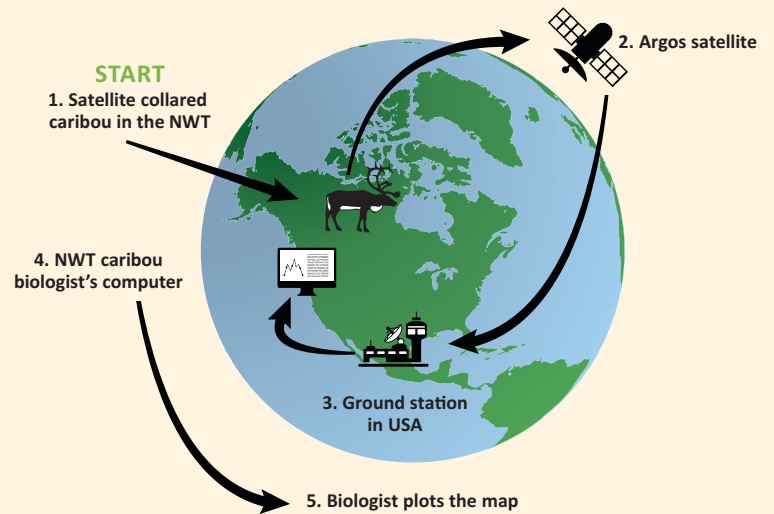 START
1. Satellite collared
caribou in the NWT
2. Argos satellite
3. Ground station
in USA
4. NWT caribou
biologist's computer
5. Biologist plots the map